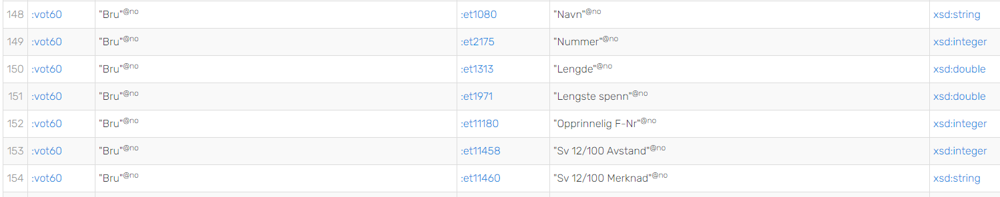 148 :vot60 "Bru"@no :et1080 "Navn"@no xsd:string
149 :vot60 "Bru"@no :et2175 "Nummer"@no xsd:integer
150 :vot60 "Bru"@no :et1313 "Lengde"@no xsd:double
151 :vot60 "Bru"@no :et1971 "Lengste spenn"@no xsd:double
152 :vot60 "Bru"@no :et11180 "Opprinnelig F-Nr"@no xsd:integer
153 :vot60 "Bru"@no :et11458 "Sv 12/100 Avstand"@no xsd:integer
154 :vot60 "Bru"@no :et11460 "Sv 12/100 Merknad"@no xsd:string